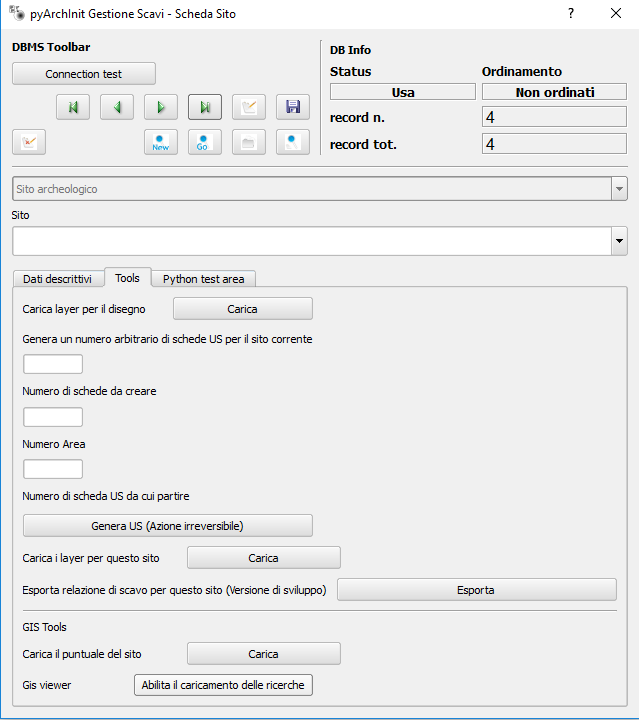 pyArchInit Gestione Scavi - Scheda Sito
?
DBMS Toolbar
Connection test
New
Go
DB Info
Status
Ordinamento
Usa
Non ordinati
record n.
4
record tot.
4
Sito archeologico
Sito
Dati descrittivi
Tools
Python test area
Carica layer per il disegno
Carica
Genera un numero arbitrario di schede US per il sito corrente
Numero di schede da creare
Numero Area
Numero di scheda US da cui partire
Genera US (Azione irreversibile)
Carica i layer per questo sito
Carica
Esporta relazione di scavo per questo sito (Versione di sviluppo)
Esporta
GIS Tools
Carica il puntuale del sito
Carica
Gis viewer
Abilita il caricamento delle ricerche